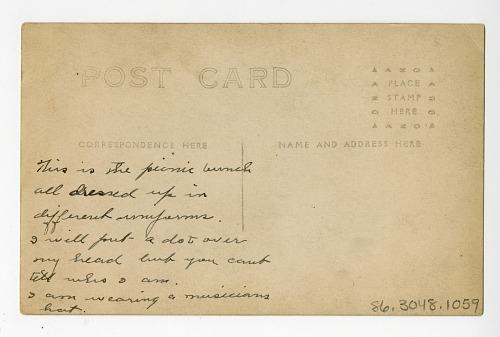 POST CARD
AZO
PLACE
STAMP
HERE
AZO
CORRESPONDENCE HERE
NAME AND ADDRESS HERE
This is the picnic bunch
all dressed up in
different uniforms.
I will put a dot over
my head but you cant
tell who I am.
I am wearing a musicians
hat.
86.3048.1059